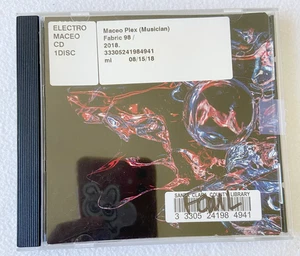 ELECTRO
MACEO
CD
1DISC
Maceo Plex (Musician)
Fabric 98 /
2018.
33305241984941
ml 08/15/18
SANTA CLARA COUNTY LIBRARY
3 3305 24198 4941